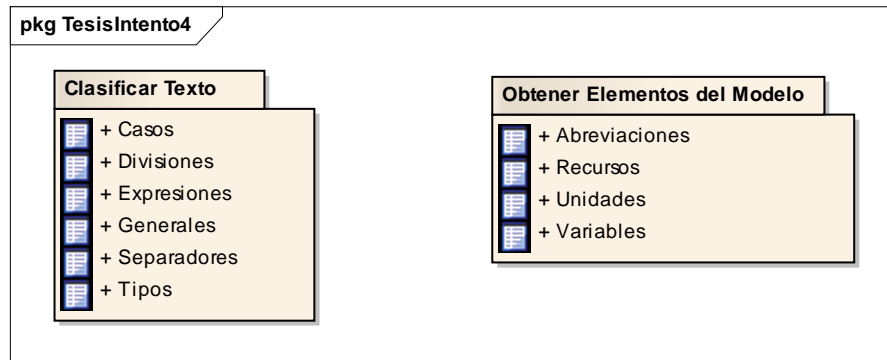 pkg TesisIntento4
Clasificar Texto
+ Casos
+ Divisiones
+ Expresiones
+ Generales
+ Separadores
+ Tipos
Obtener Elementos del Modelo
+ Abreviaciones
+ Recursos
+ Unidades
+ Variables